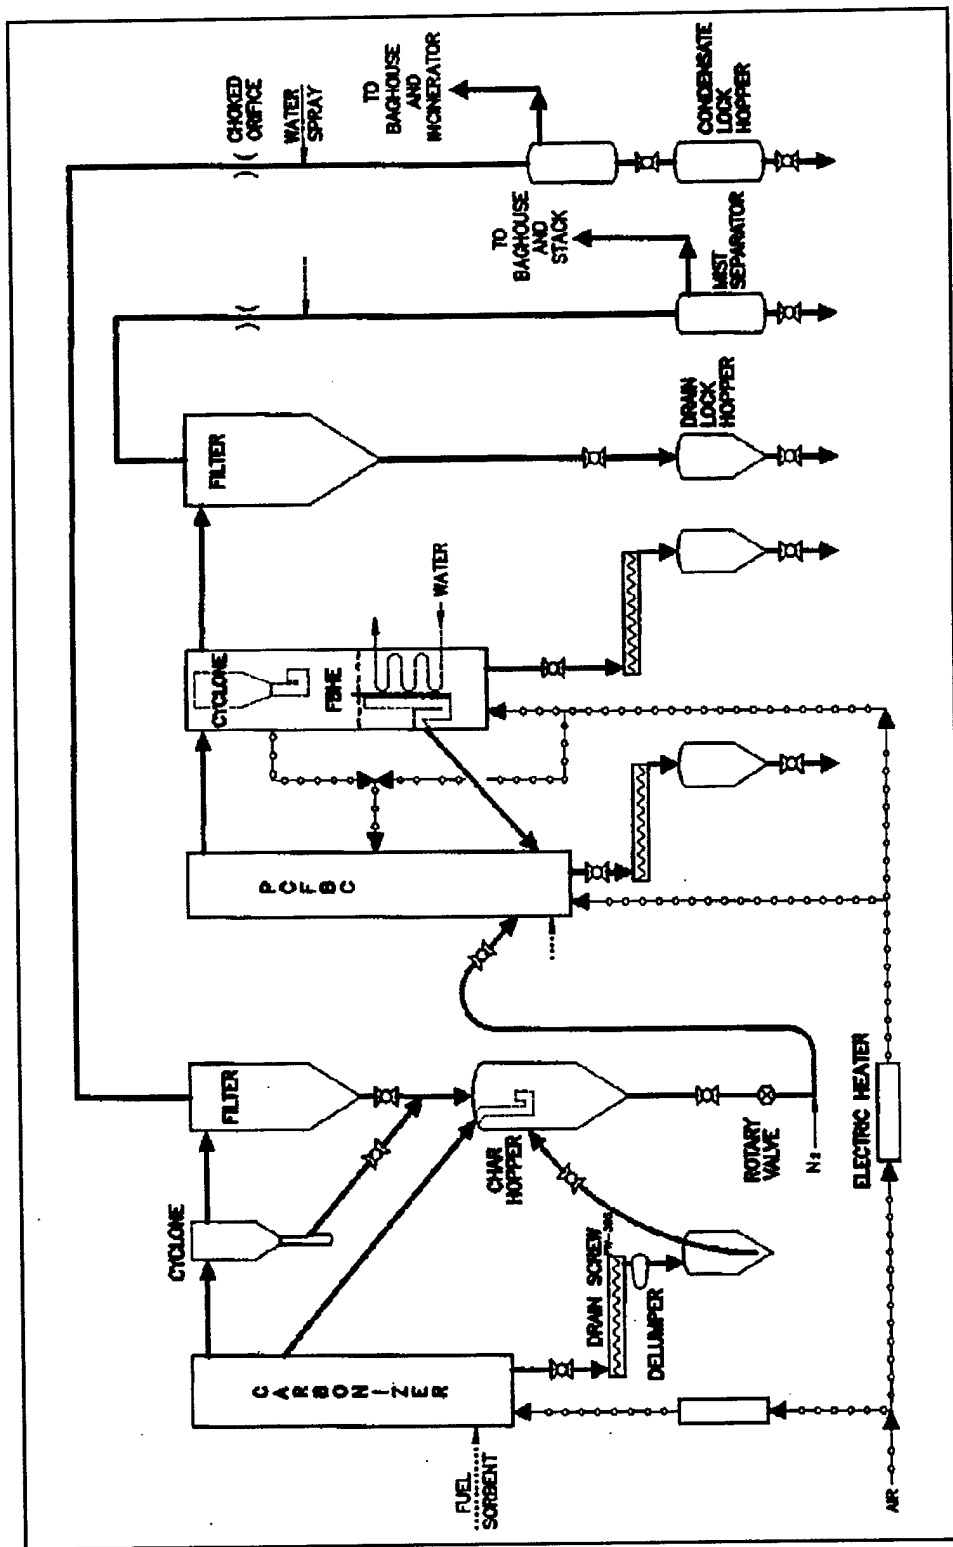 FUEL
SORBENT
CARBONIZER
CYCLONE
FILTER
CHAR
HOPPER
DRAIN SCREW
DELUMPER
ROTARY
VALVE
N2
ELECTRIC HEATER
AIR
PCFBC
CYCLONE
FBHE
WATER
FILTER
DRAIN
LOCK
HOPPER
CHOKED
ORIFICE
WATER
SPRAY
TO
BAGHOUSE
AND
STACK
MIST
SEPARATOR
TO
BAGHOUSE
AND
INCINERATOR
CONDENSATE
LOCK
HOPPER